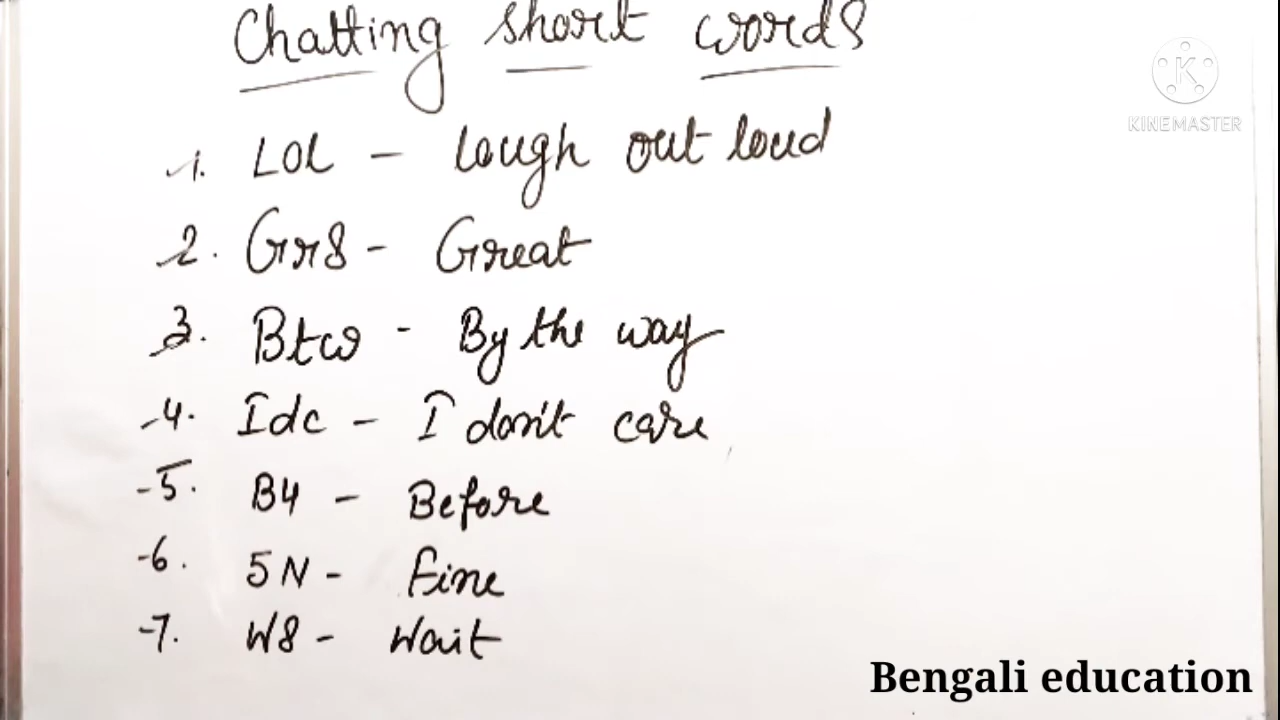 Chatting short words
K
KINEMASTER
1. LOL - Laugh out loud
2. Gr8 - Great
3. Btw - By the way
4. Idc - I don't care
5. B4 - Before
6. 5N - Fine
7. W8 - Wait
Bengali education